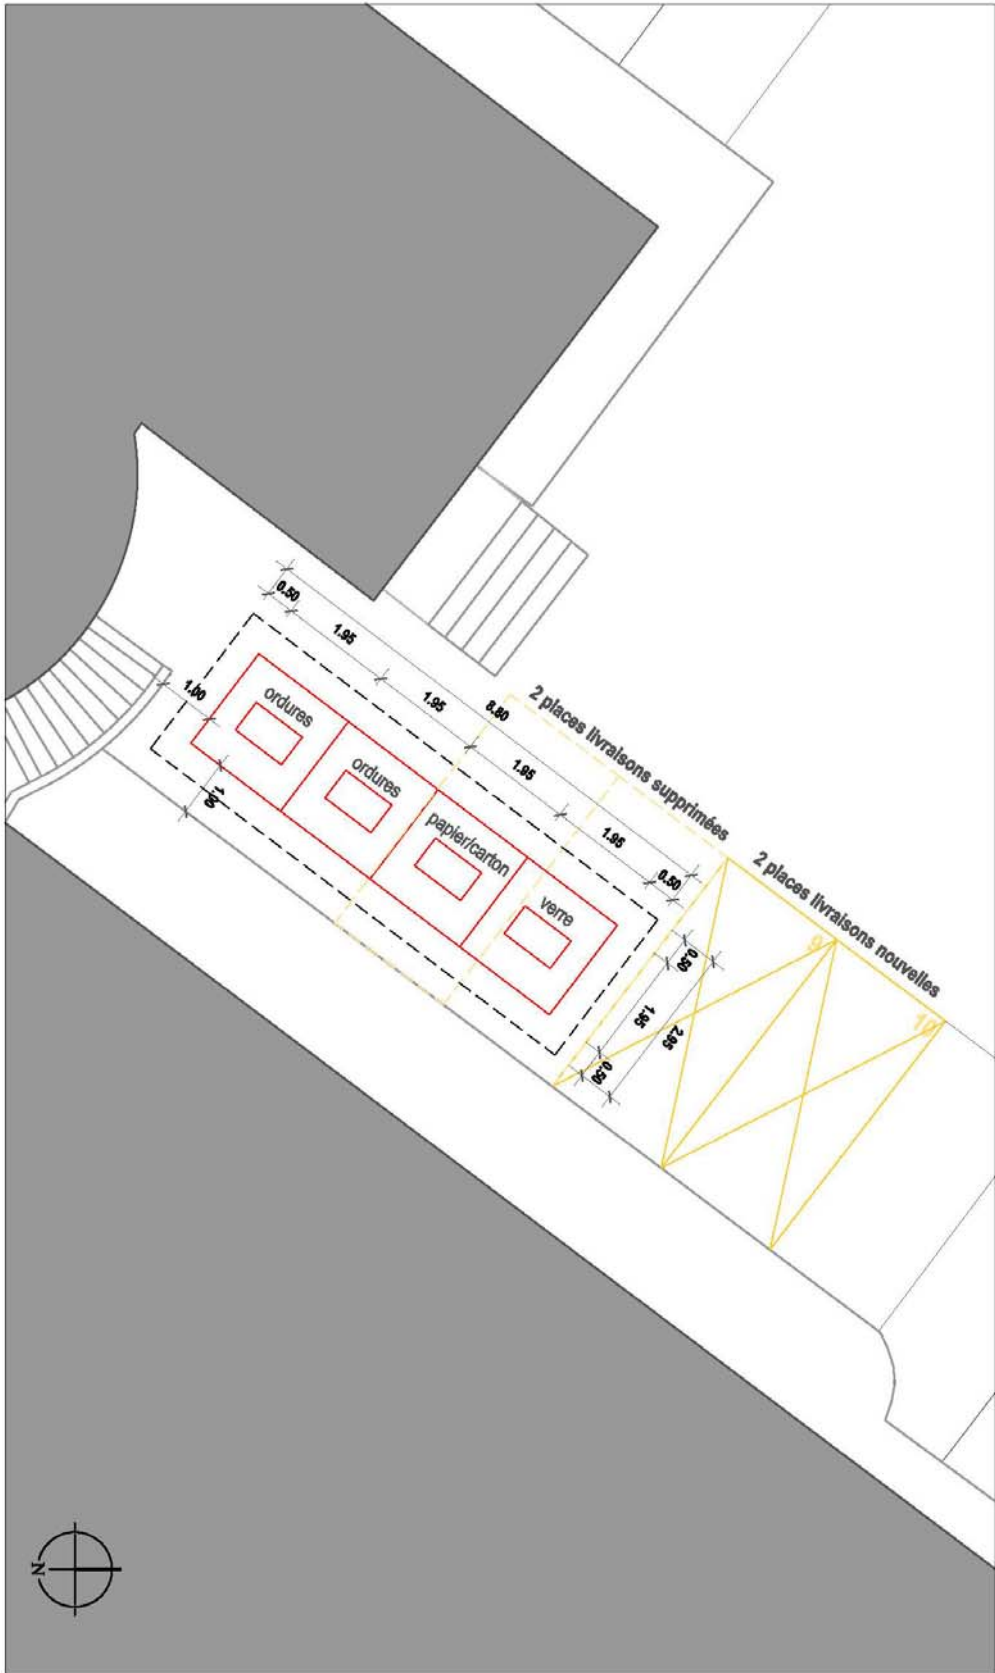 0.50
1.95
1.95
8.80
1.95
1.95
0.50
1.00
1.00
ordures
ordures
papier/carton
verre
2 places livraisons supprimées
2 places livraisons nouvelles
9
10
0.50
1.95
2.95
0.50
N